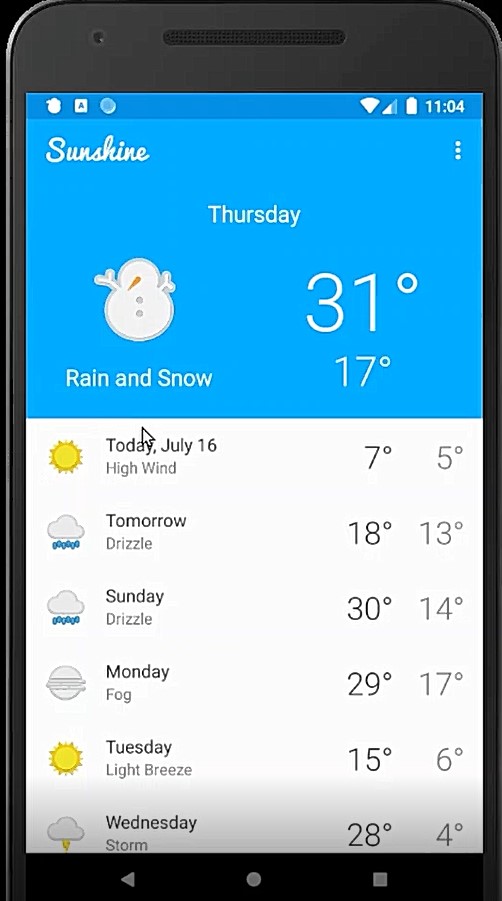 A
11:04
Sunshine
Thursday
31°
Rain and Snow
17°
Today, July 16
High Wind
7° 5°
Tomorrow
Drizzle
18° 13°
Sunday
Drizzle
30° 14°
Monday
Fog
29° 17°
Tuesday
Light Breeze
15° 6°
Wednesday
Storm
28° 4°